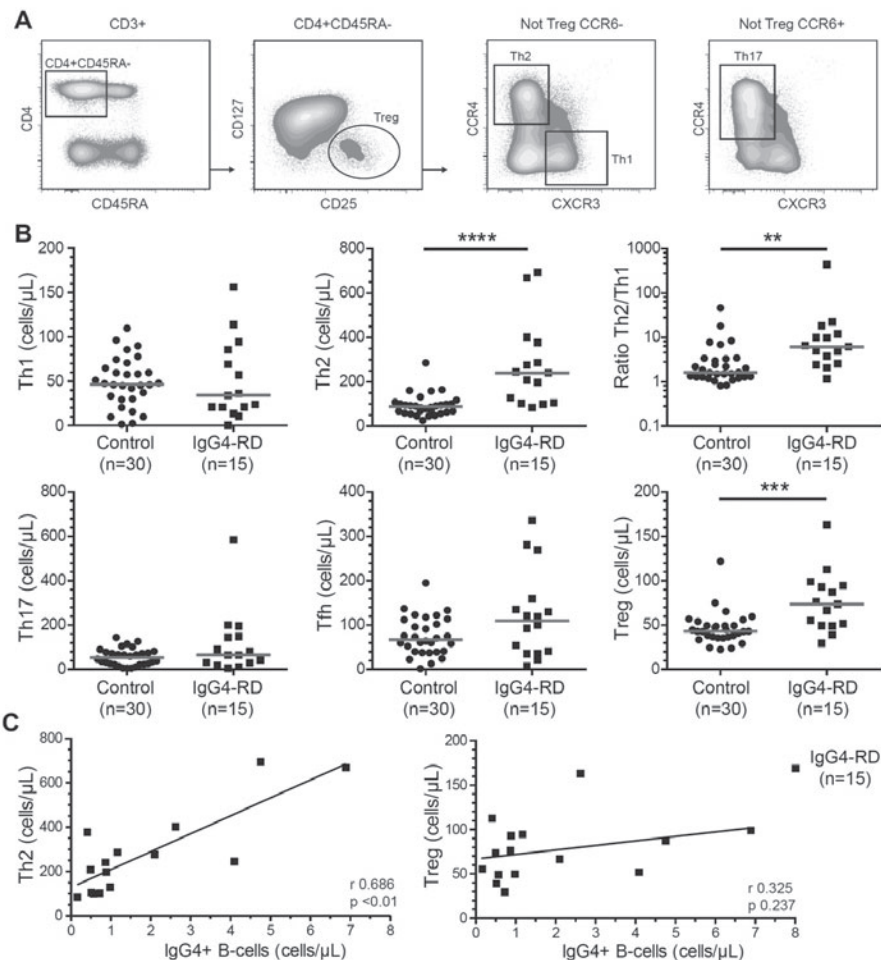 A
CD3+
CD4+CD45RA-
Not Treg CCR6-
Not Treg CCR6+
CD4+CD45RA-
CD4
CD45RA
CD127
Treg
CD25
Th2
Th1
CCR4
CXCR3
Th17
CCR4
CXCR3
B
200
150
100
50
0
Th1 (cells/µL)
Control
(n=30)
IgG4-RD
(n=15)
****
800
600
400
200
0
Th2 (cells/µL)
Control
(n=30)
IgG4-RD
(n=15)
**
1000
100
10
1
0.1
Ratio Th2/Th1
Control
(n=30)
IgG4-RD
(n=15)
800
600
400
200
0
Th17 (cells/µL)
Control
(n=30)
IgG4-RD
(n=15)
400
300
200
100
0
Tfh (cells/µL)
Control
(n=30)
IgG4-RD
(n=15)
***
200
150
100
50
0
Treg (cells/µL)
Control
(n=30)
IgG4-RD
(n=15)
C
800
600
400
200
0
Th2 (cells/µL)
r 0.686
p <0.01
0 1 2 3 4 5 6 7 8
IgG4+ B-cells (cells/µL)
200
150
100
50
0
Treg (cells/µL)
IgG4-RD
(n=15)
r 0.325
p 0.237
0 1 2 3 4 5 6 7 8
IgG4+ B-cells (cells/µL)